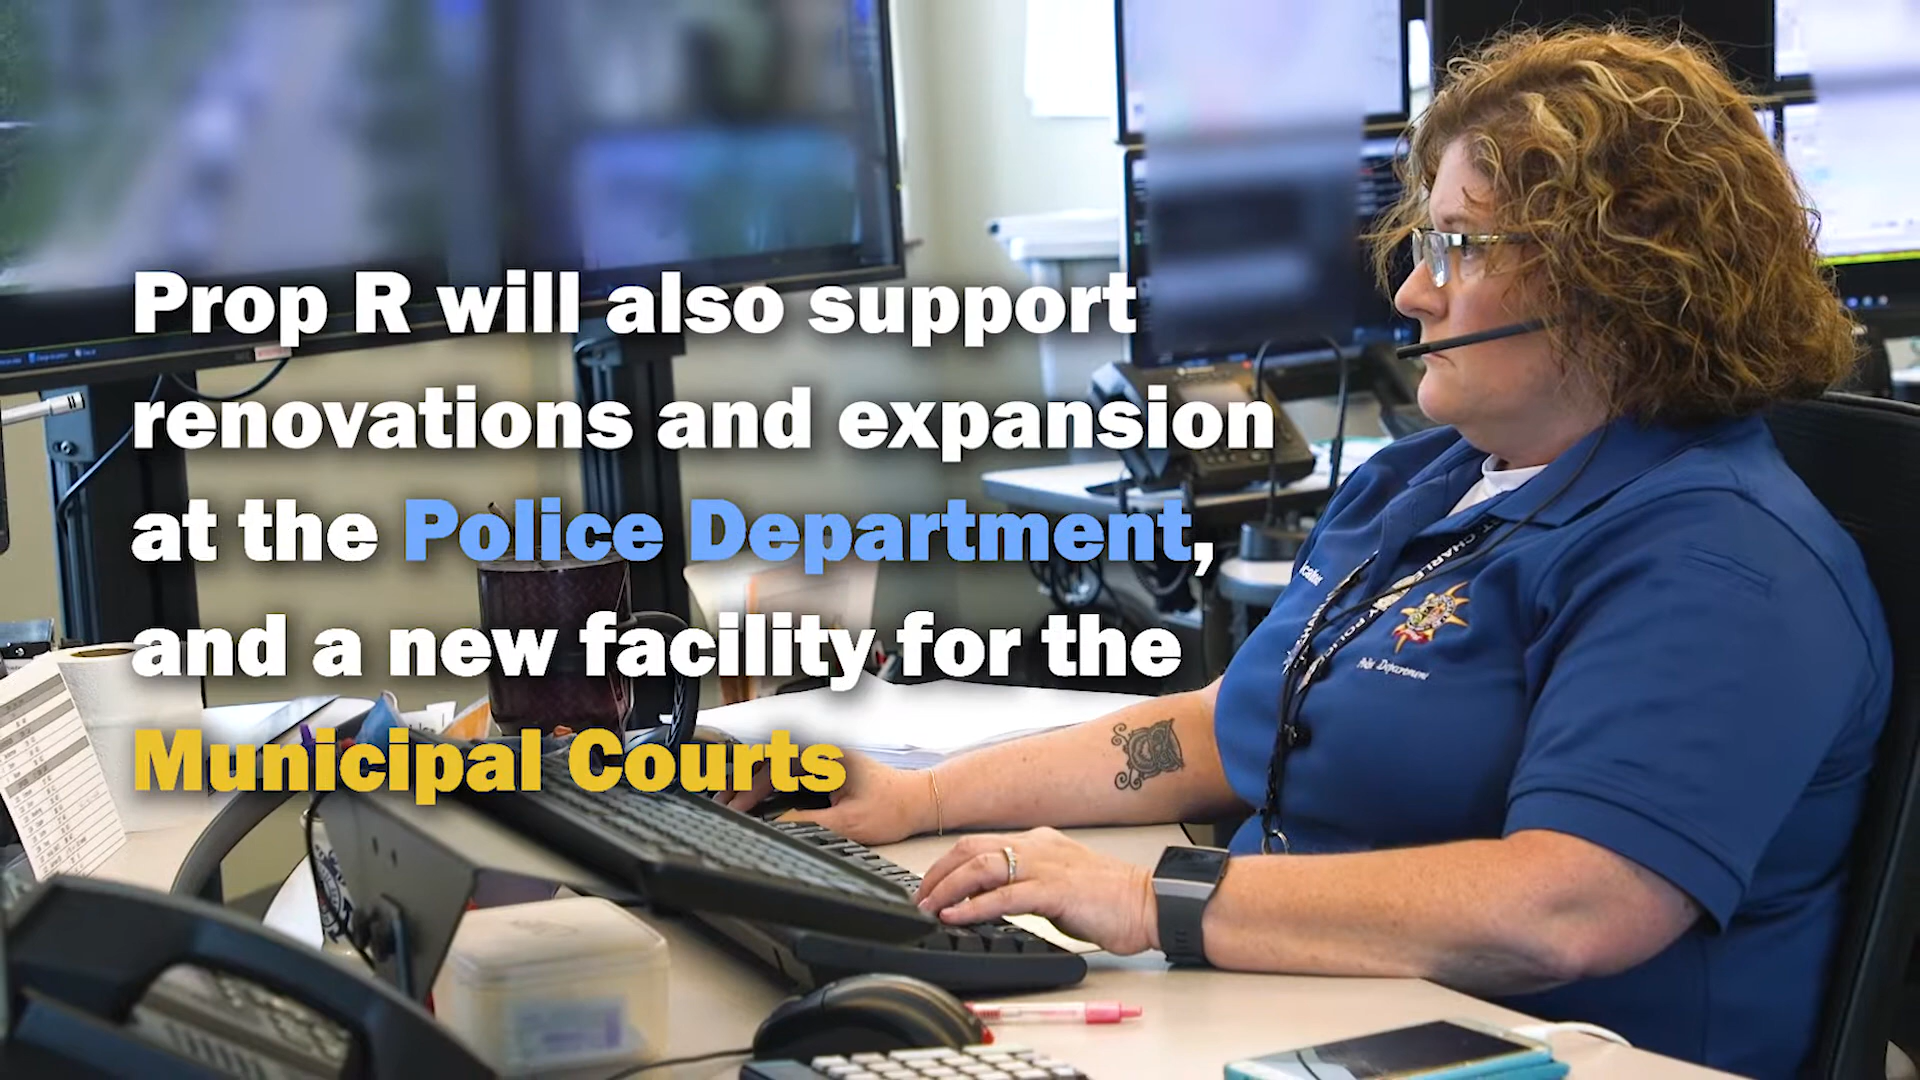 Prop R will also support
renovations and expansion
at the Police Department,
and a new facility for the
Municipal Courts